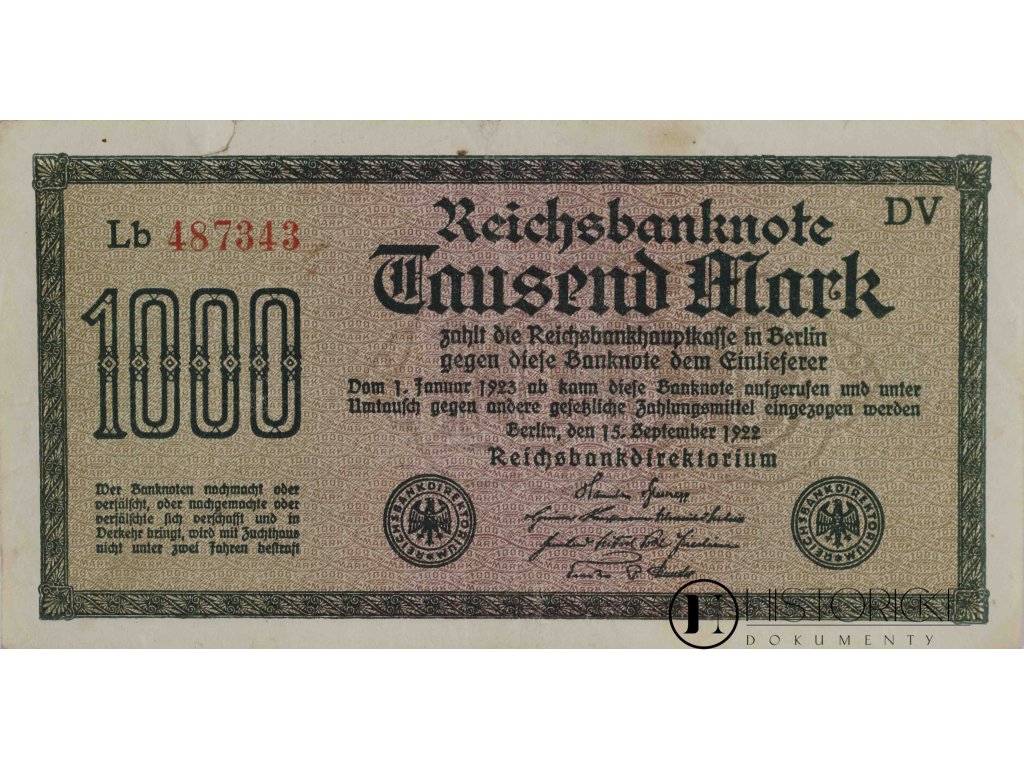 Lb 487343
DV
Reichsbanknote
Tausend Mark
1000
zahlt die Reichsbankhauptkasse in Berlin
gegen diese Banknote dem Einlieferer
Vom 1. Januar 1923 ab kann diese Banknote aufgerufen und unter
Umtausch gegen andere gesetzliche Zahlungsmittel eingezogen werden
Berlin, den 15. September 1922
Reichsbankdirektorium
Wer Banknoten nachmacht oder
verfälscht, oder nachgemachte oder
verfälschte sich verschafft und in
Verkehr bringt, wird mit Zuchthaus
nicht unter zwei Jahren bestraft
REICHSBANKDIREKTORIUM
REICHSBANKDIREKTORIUM
HISTORICKÉ
DOKUMENTY